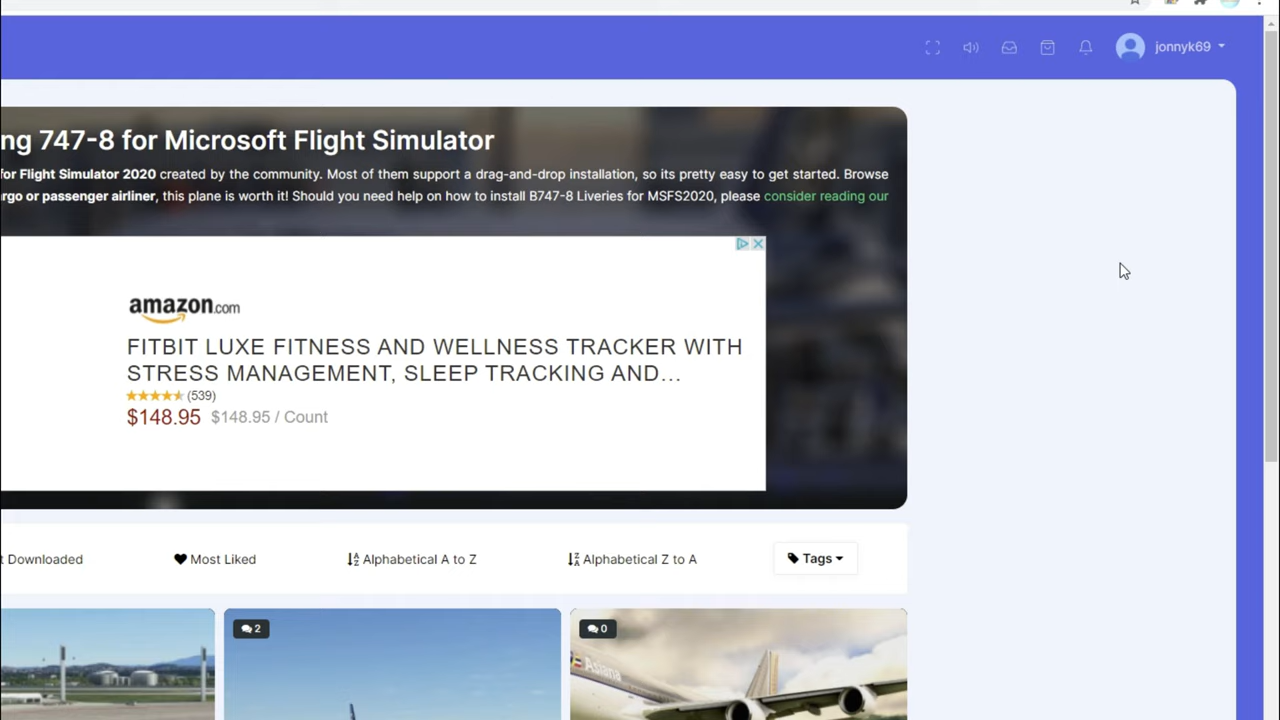 jonnyk69
ng 747-8 for Microsoft Flight Simulator
for Flight Simulator 2020 created by the community. Most of them support a drag-and-drop installation, so its pretty easy to get started. Browse
rgo or passenger airliner, this plane is worth it! Should you need help on how to install B747-8 Liveries for MSFS2020, please consider reading our
amazon.com
FITBIT LUXE FITNESS AND WELLNESS TRACKER WITH
STRESS MANAGEMENT, SLEEP TRACKING AND...
(539)
$148.95 $148.95 / Count
t Downloaded Most Liked Alphabetical A to Z Alphabetical Z to A Tags
2 0
Asiana